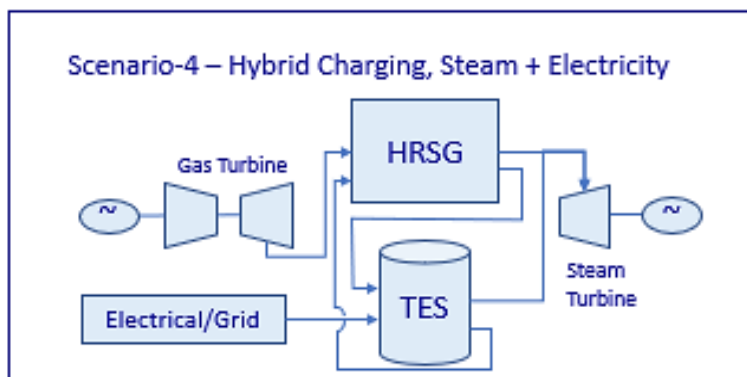 Scenario-4 – Hybrid Charging, Steam + Electricity
HRSG
Gas Turbine
~
~
Steam
Turbine
TES
Electrical/Grid